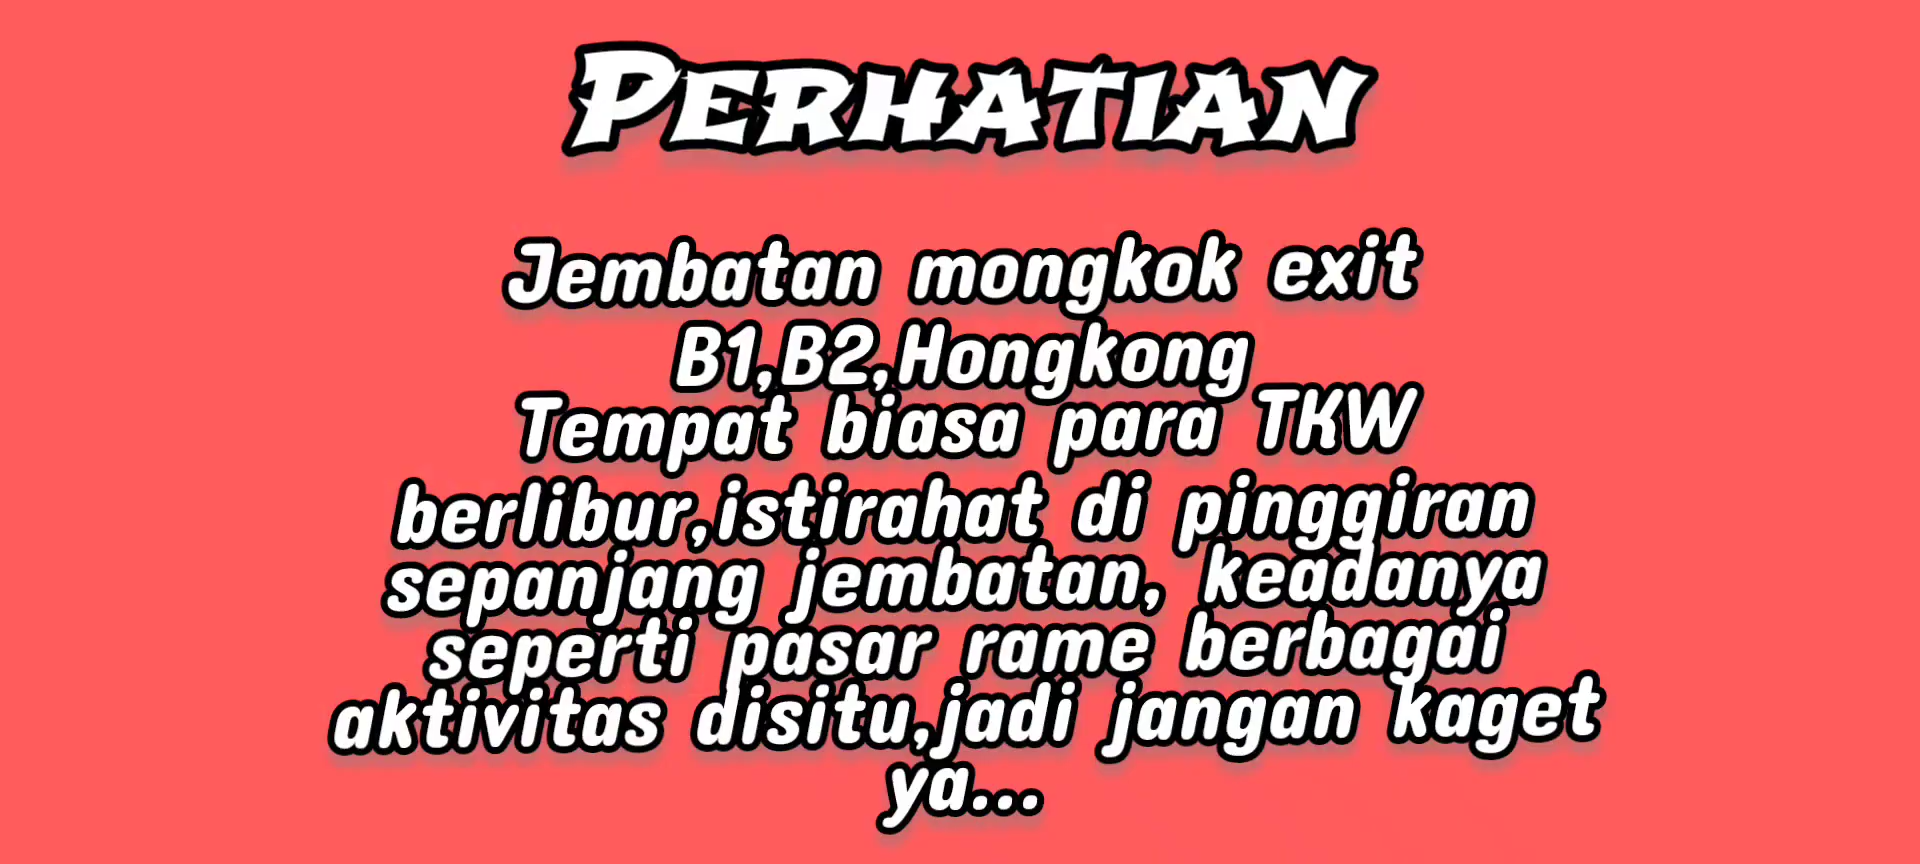 PERHATIAN
Jembatan mongkok exit
B1,B2,Hongkong
Tempat biasa para TKW
berlibur,istirahat di pinggiran
sepanjang jembatan, keadanya
seperti pasar rame berbagai
aktivitas disitu,jadi jangan kaget
ya...